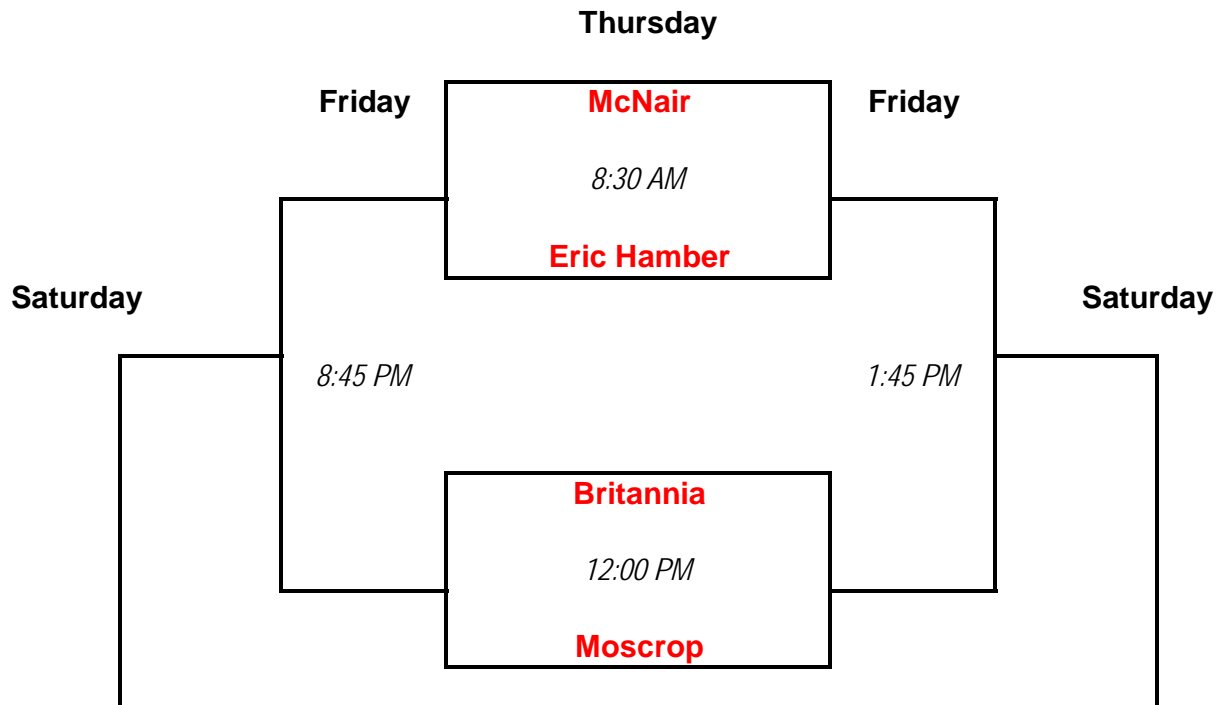 Thursday
Friday McNair Friday
8:30 AM
Eric Hamber
Saturday Saturday
8:45 PM 1:45 PM
Britannia
12:00 PM
Moscrop